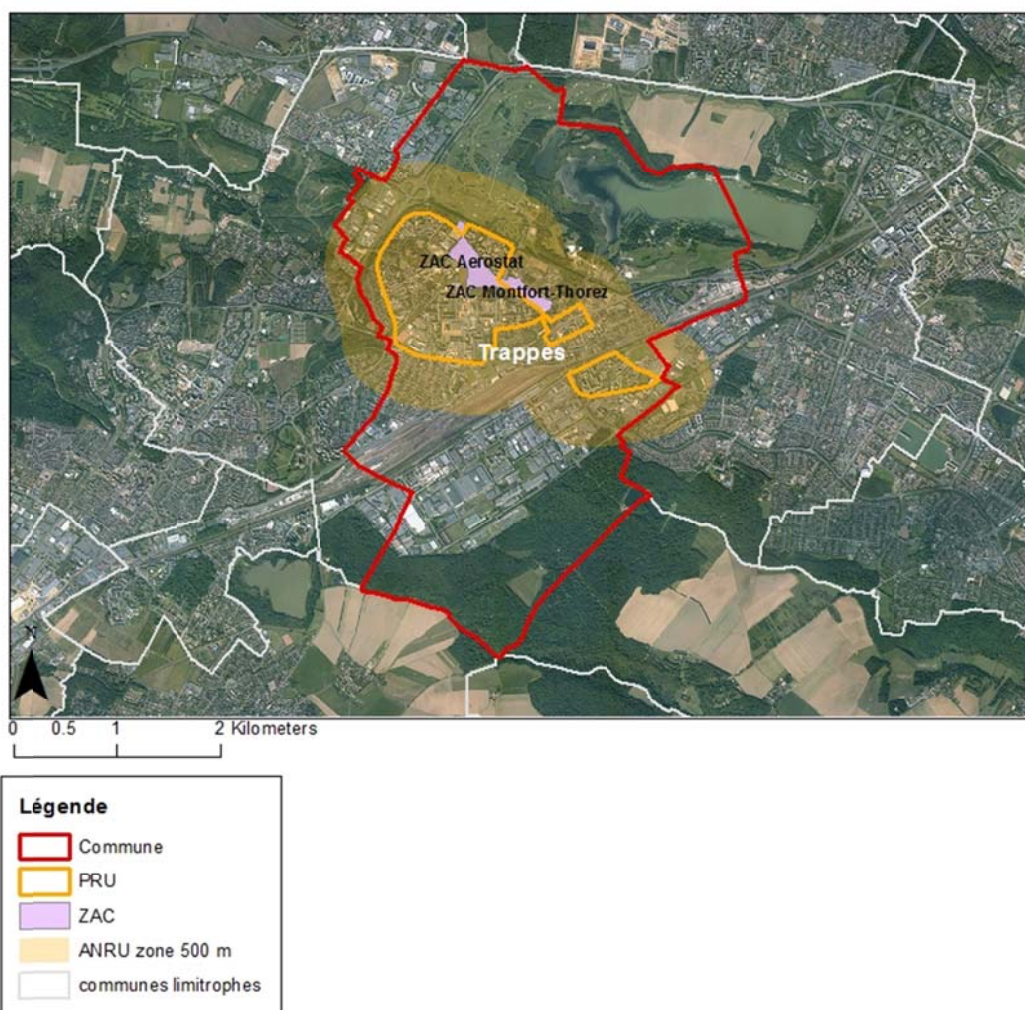 ZAC Aerostat
ZAC Montfort-Thorez
Trappes
N
0 0.5 1 2 Kilometers
Légende
Commune
PRU
ZAC
ANRU zone 500 m
communes limitrophes